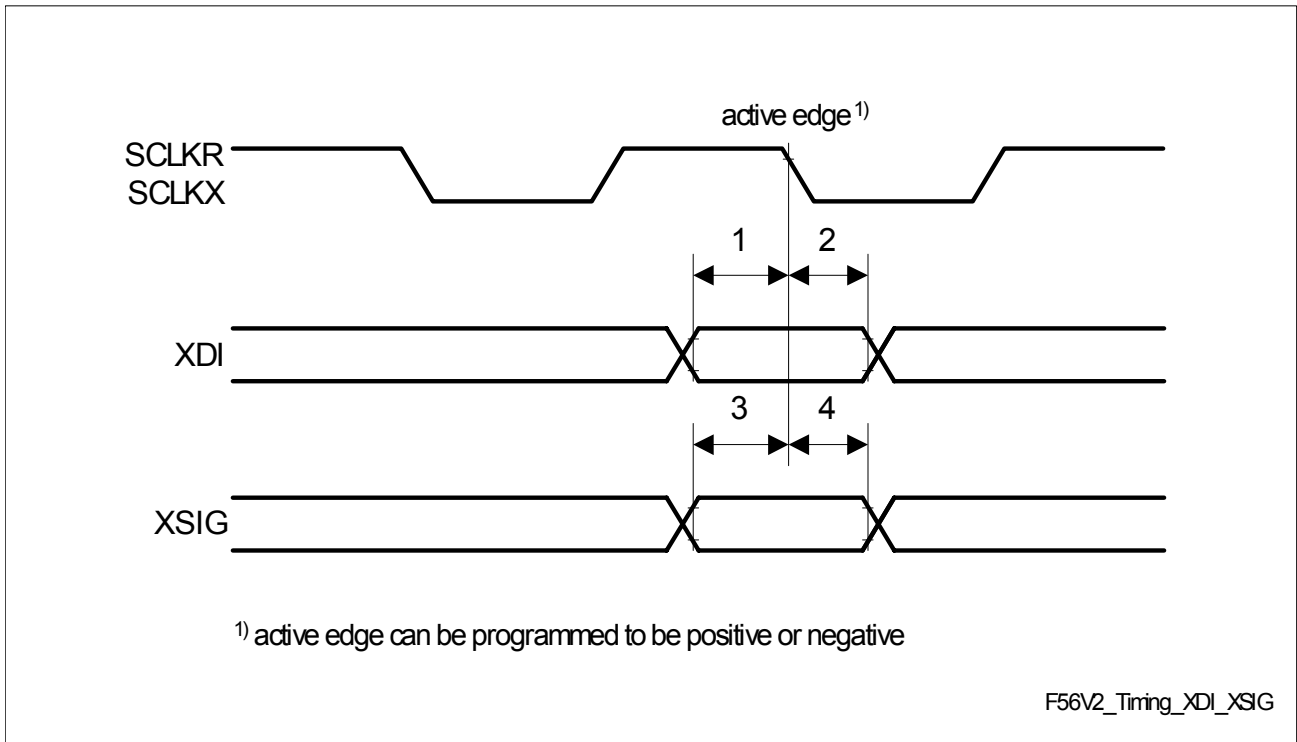 active edge 1)
SCLKR
SCLKX
1 2
XDI
3 4
XSIG
1) active edge can be programmed to be positive or negative
F56V2_Timing_XDI_XSIG